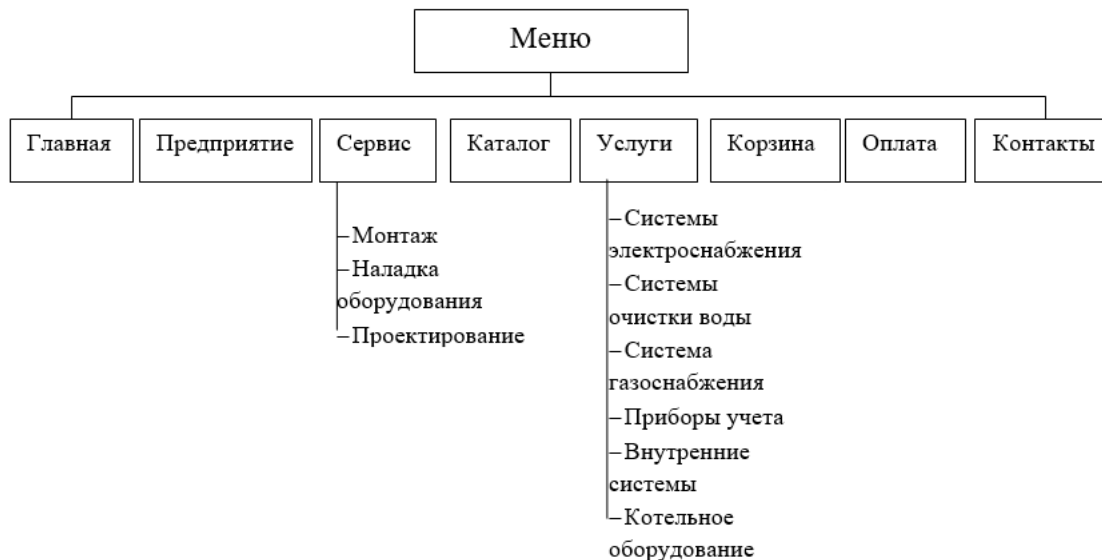 Меню
Главная
Предприятие
Сервис
Каталог
Услуги
Корзина
Оплата
Контакты
–Монтаж
–Наладка
оборудования
–Проектирование
–Системы
электроснабжения
–Системы
очистки воды
–Система
газоснабжения
–Приборы учета
–Внутренние
системы
–Котельное
оборудование